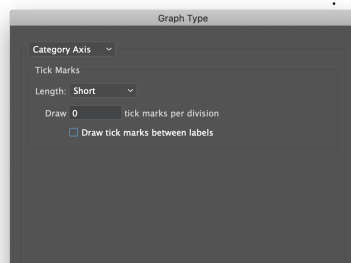 Graph Type
Category Axis
Tick Marks
Length: Short
Draw 0 tick marks per division
Draw tick marks between labels